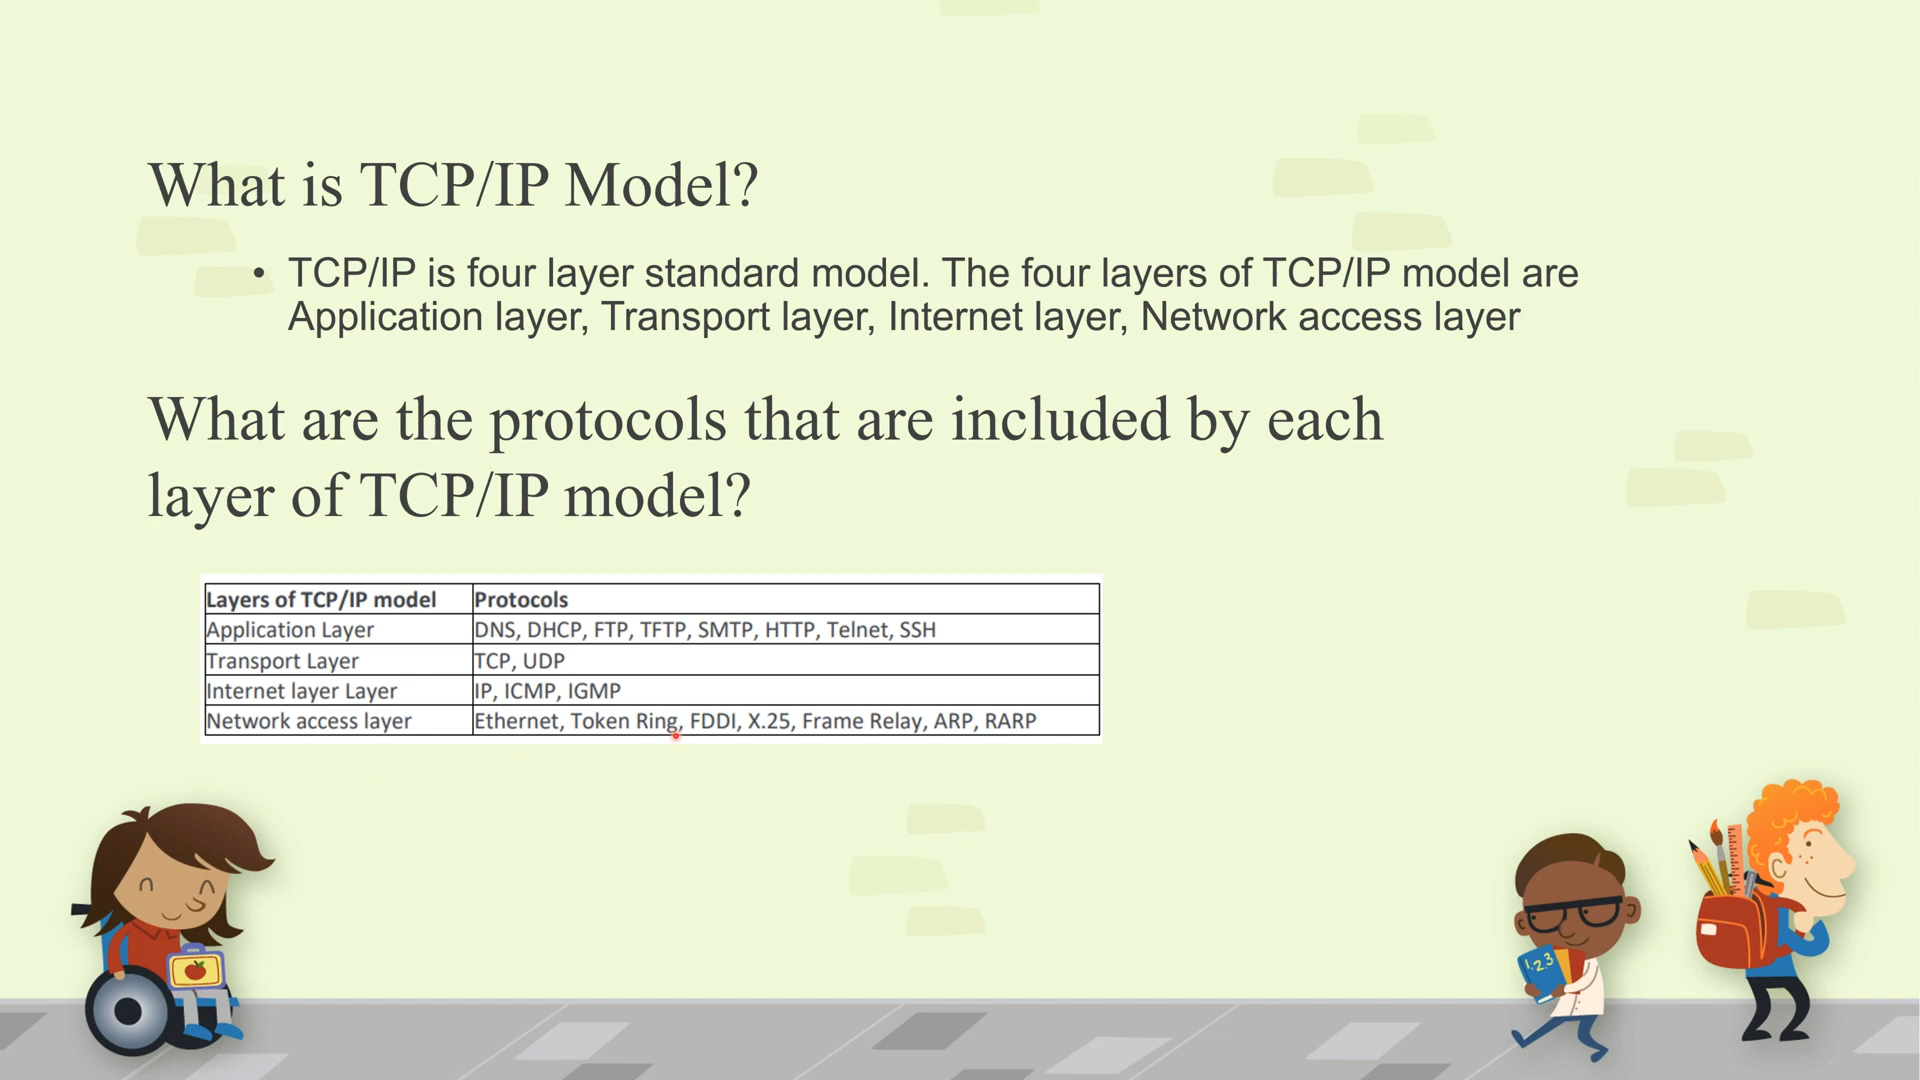 What is TCP/IP Model?
• TCP/IP is four layer standard model. The four layers of TCP/IP model are
Application layer, Transport layer, Internet layer, Network access layer
What are the protocols that are included by each
layer of TCP/IP model?
Layers of TCP/IP model Protocols
Application Layer DNS, DHCP, FTP, TFTP, SMTP, HTTP, Telnet, SSH
Transport Layer TCP, UDP
Internet layer Layer IP, ICMP, IGMP
Network access layer Ethernet, Token Ring, FDDI, X.25, Frame Relay, ARP, RARP
1.2.3